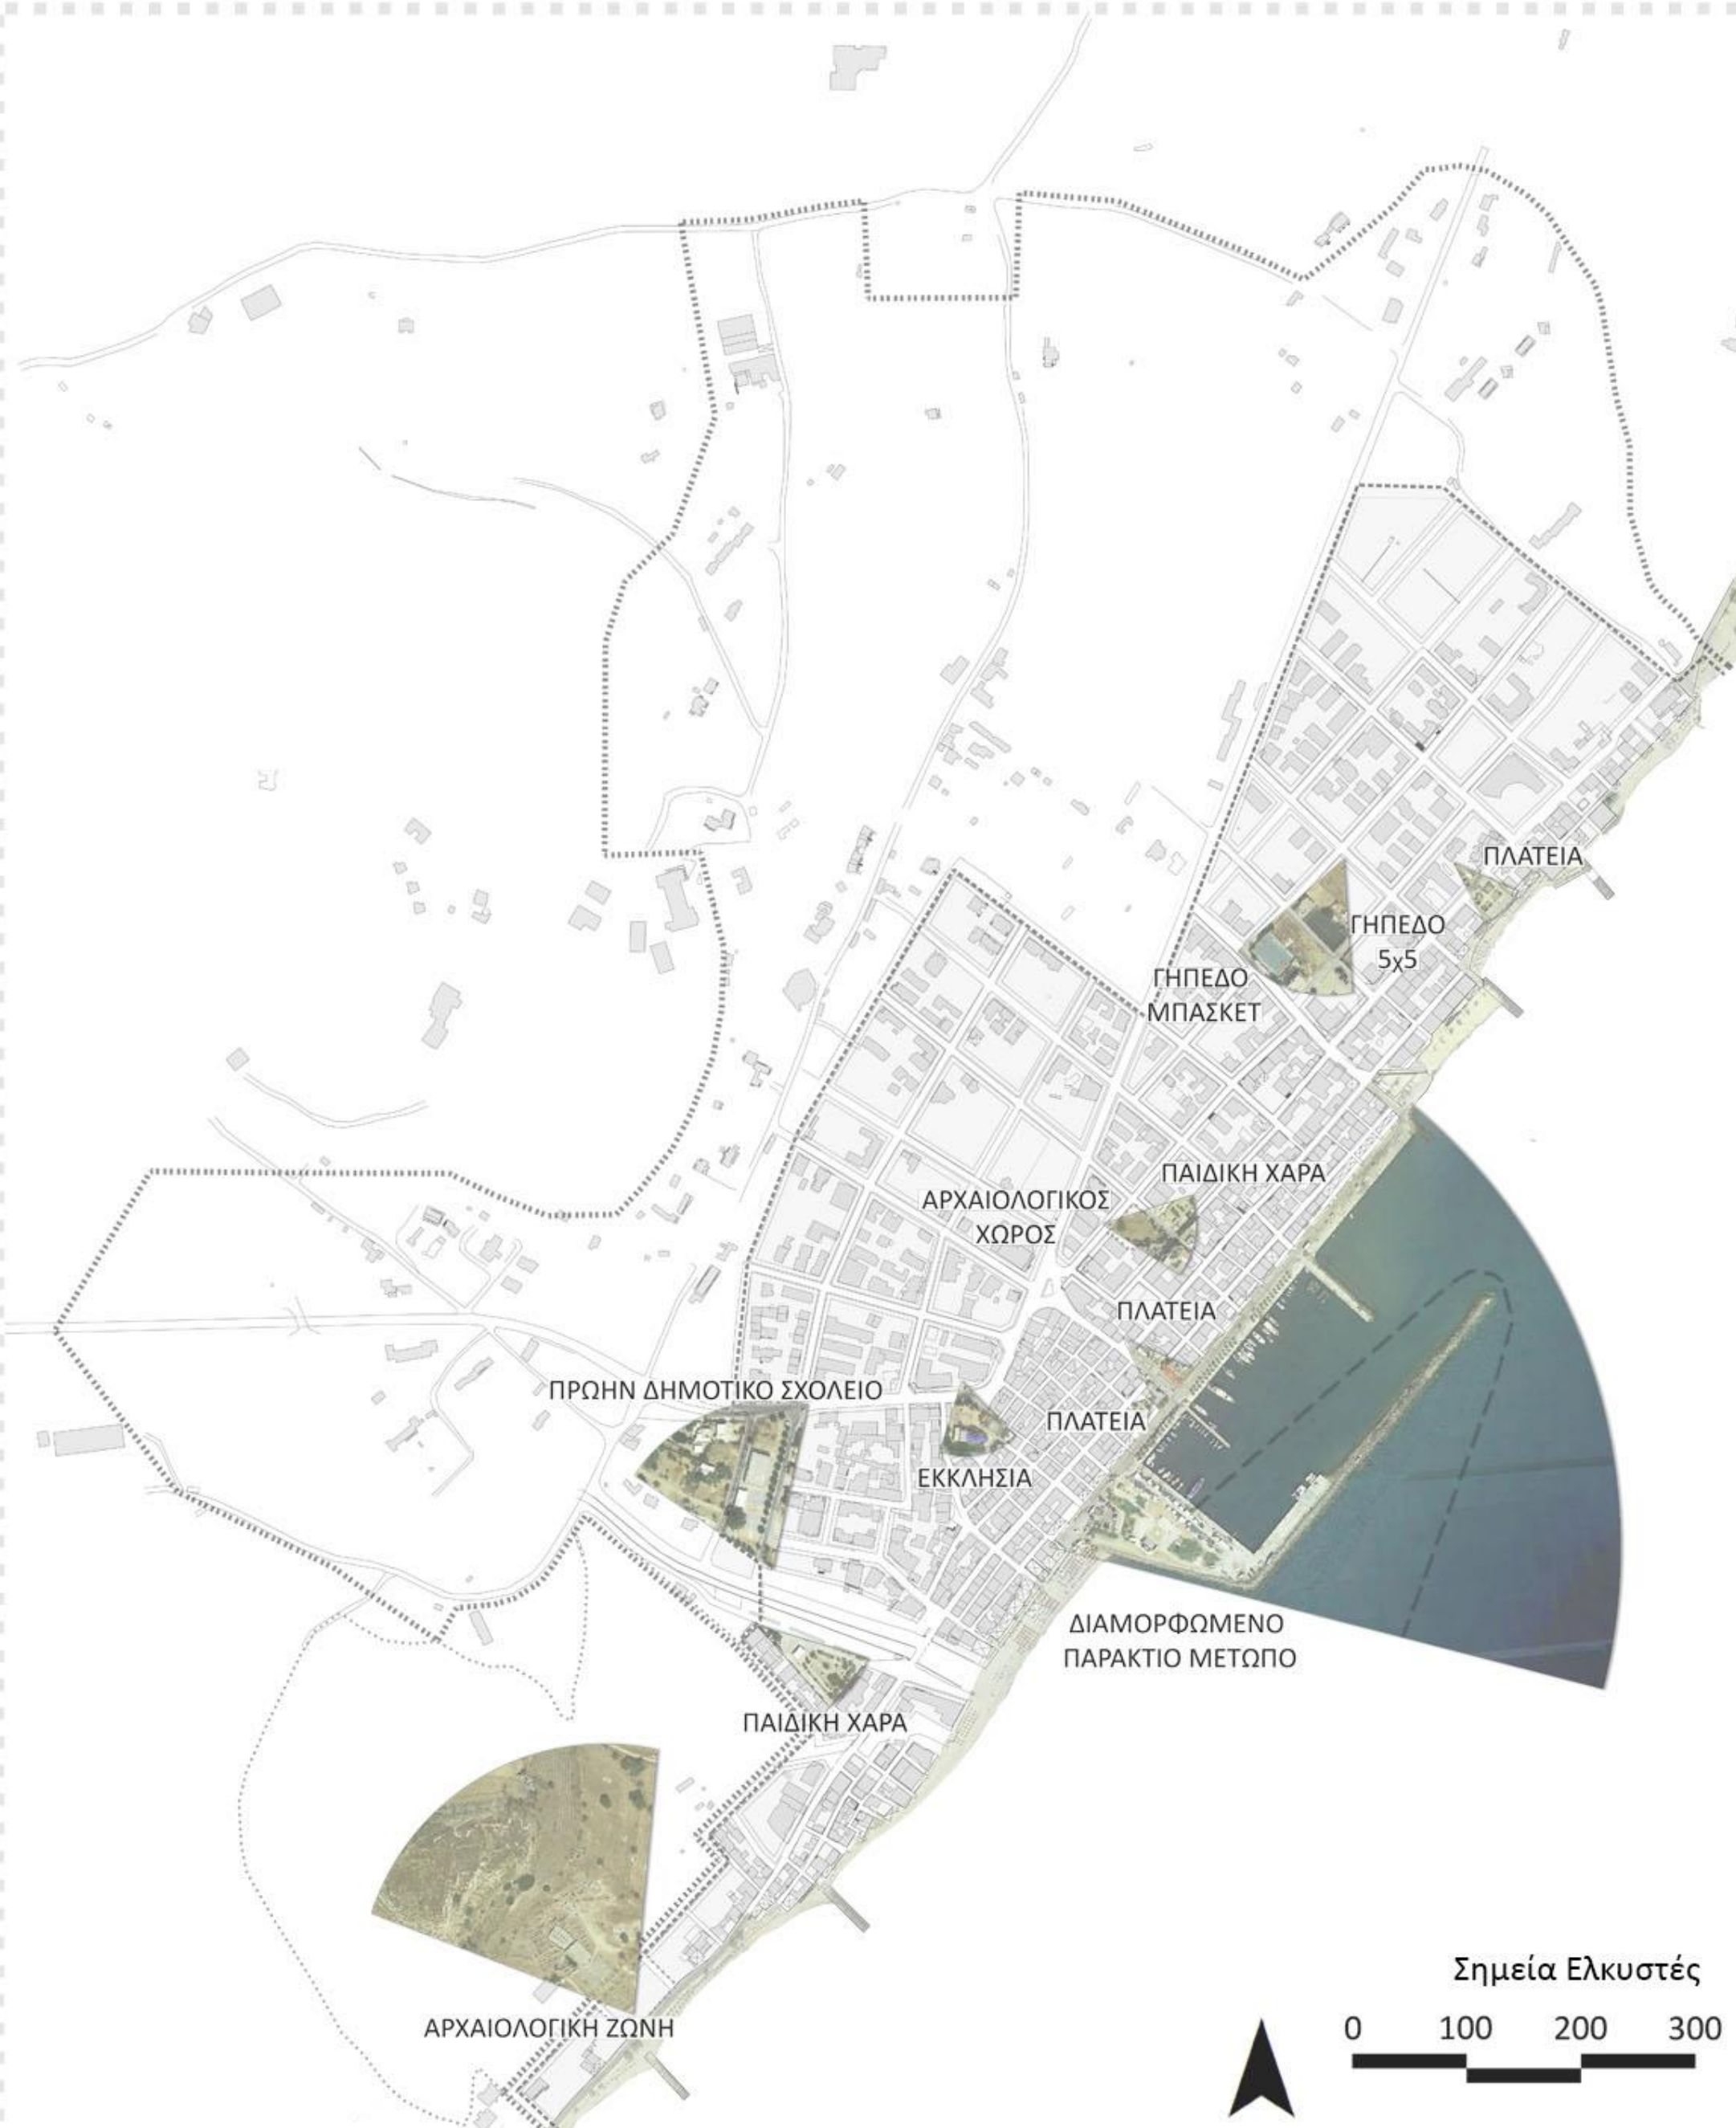 ΠΛΑΤΕΙΑ
ΓΗΠΕΔΟ
5χ5
ΓΗΠΕΔΟ
ΜΠΑΣΚΕΤ
ΠΑΙΔΙΚΗ ΧΑΡΑ
ΑΡΧΑΙΟΛΟΓΙΚΟΣ
ΧΩΡΟΣ
ΠΛΑΤΕΙΑ
ΠΡΩΗΝ ΔΗΜΟΤΙΚΟ ΣΧΟΛΕΙΟ
ΠΛΑΤΕΙΑ
ΕΚΚΛΗΣΙΑ
ΔΙΑΜΟΡΦΩΜΕΝΟ
ΠΑΡΑΚΤΙΟ ΜΕΤΩΠΟ
ΠΑΙΔΙΚΗ ΧΑΡΑ
ΑΡΧΑΙΟΛΟΓΙΚΗ ΖΩΝΗ
Σημεία Ελκυστές
0 100 200 300